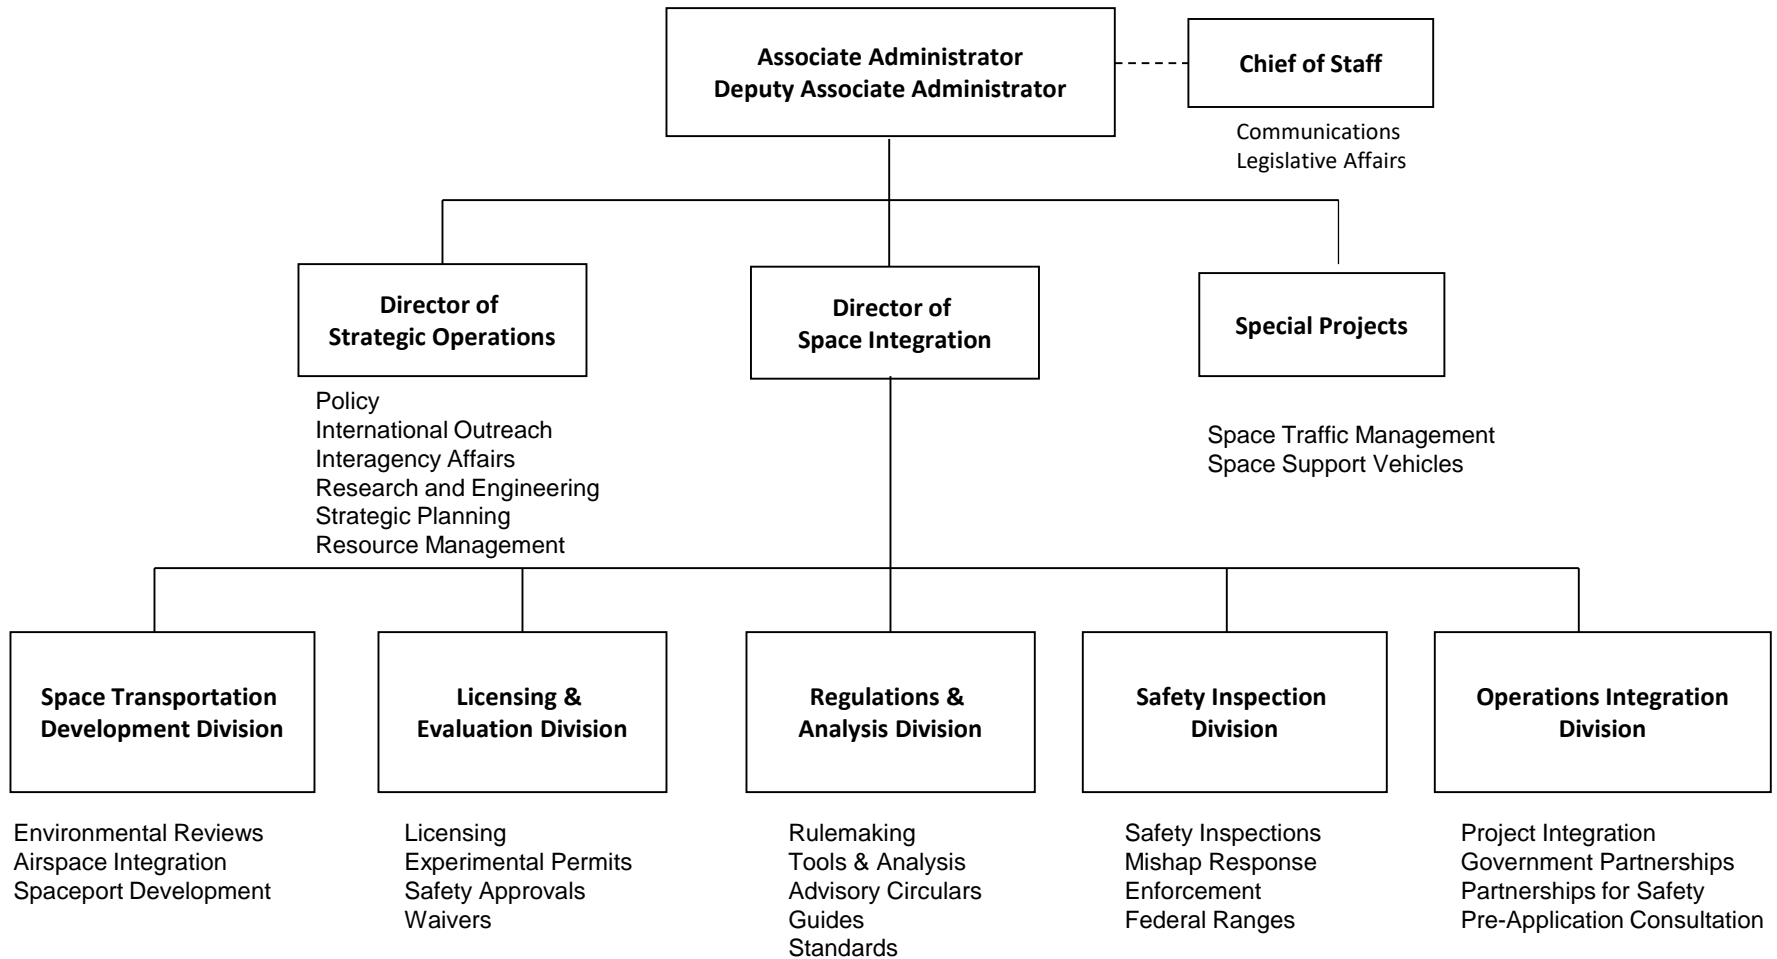 Associate Administrator
Deputy Associate Administrator
Chief of Staff
Communications
Legislative Affairs
Director of
Strategic Operations
Policy
International Outreach
Interagency Affairs
Research and Engineering
Strategic Planning
Resource Management
Director of
Space Integration
Special Projects
Space Traffic Management
Space Support Vehicles
Space Transportation
Development Division
Environmental Reviews
Airspace Integration
Spaceport Development
Licensing &
Evaluation Division
Licensing
Experimental Permits
Safety Approvals
Waivers
Regulations &
Analysis Division
Rulemaking
Tools & Analysis
Advisory Circulars
Guides
Standards
Safety Inspection
Division
Safety Inspections
Mishap Response
Enforcement
Federal Ranges
Operations Integration
Division
Project Integration
Government Partnerships
Partnerships for Safety
Pre-Application Consultation